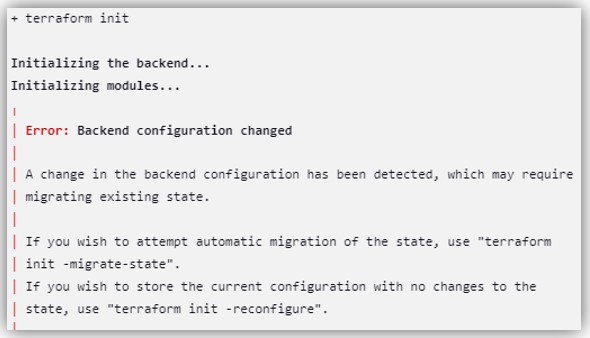 + terraform init
Initializing the backend...
Initializing modules...
Error: Backend configuration changed
A change in the backend configuration has been detected, which may require
migrating existing state.
If you wish to attempt automatic migration of the state, use "terraform
init -migrate-state".
If you wish to store the current configuration with no changes to the
state, use "terraform init -reconfigure".